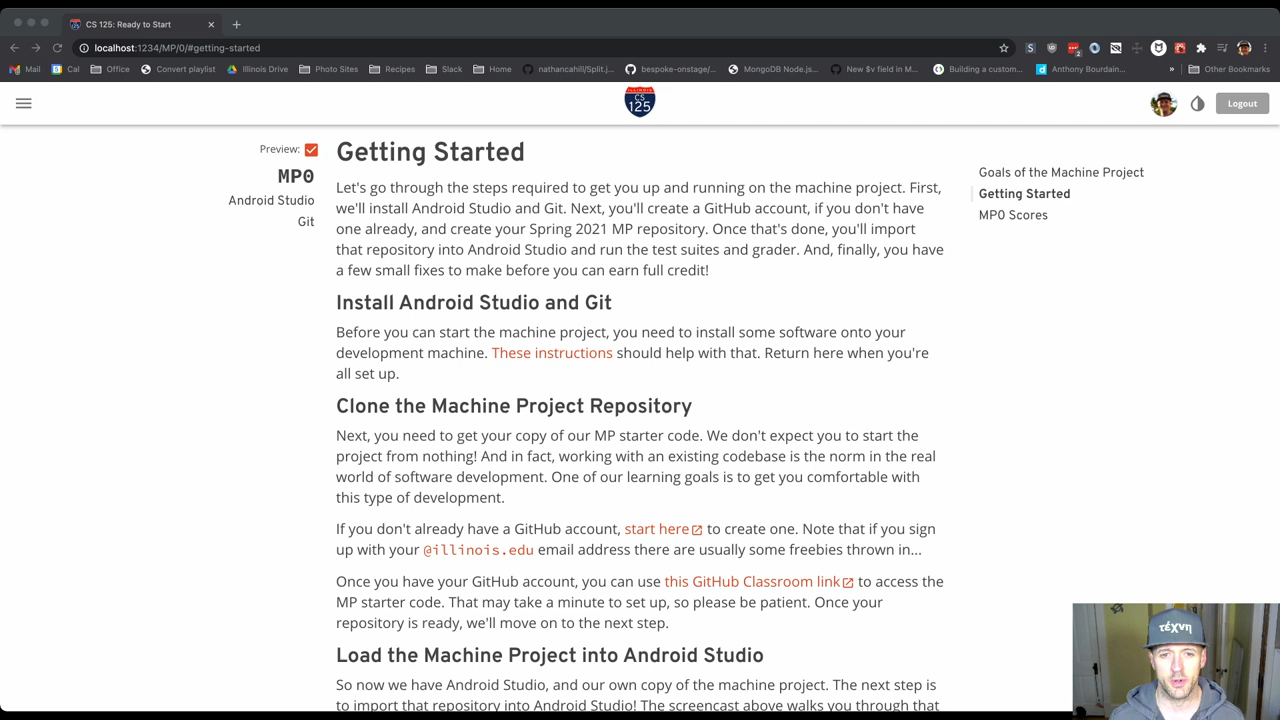 CS 125: Ready to Start
localhost:1234/MP/0/#getting-started
Mail
Cal
Office
Convert playlist
Illinois Drive
Photo Sites
Recipes
Slack
Home
nathancahill/Split.j...
bespoke-onstage/...
MongoDB Node.js...
New $v field in M...
Building a custom...
Anthony Bourdain...
»
Other Bookmarks
ILLINOIS
CS
125
Logout
Preview:
MP0
Android Studio
Git
Getting Started
Let's go through the steps required to get you up and running on the machine project. First,
we'll install Android Studio and Git. Next, you'll create a GitHub account, if you don't have
one already, and create your Spring 2021 MP repository. Once that's done, you'll import
that repository into Android Studio and run the test suites and grader. And, finally, you have
a few small fixes to make before you can earn full credit!
Install Android Studio and Git
Before you can start the machine project, you need to install some software onto your
development machine. These instructions should help with that. Return here when you're
all set up.
Clone the Machine Project Repository
Next, you need to get your copy of our MP starter code. We don't expect you to start the
project from nothing! And in fact, working with an existing codebase is the norm in the real
world of software development. One of our learning goals is to get you comfortable with
this type of development.
If you don't already have a GitHub account, start here to create one. Note that if you sign
up with your @illinois.edu email address there are usually some freebies thrown in...
Once you have your GitHub account, you can use this GitHub Classroom link to access the
MP starter code. That may take a minute to set up, so please be patient. Once your
repository is ready, we'll move on to the next step.
Load the Machine Project into Android Studio
So now we have Android Studio, and our own copy of the machine project. The next step is
to import that repository into Android Studio! The screencast above walks you through that
Goals of the Machine Project
Getting Started
MP0 Scores
τέχνη